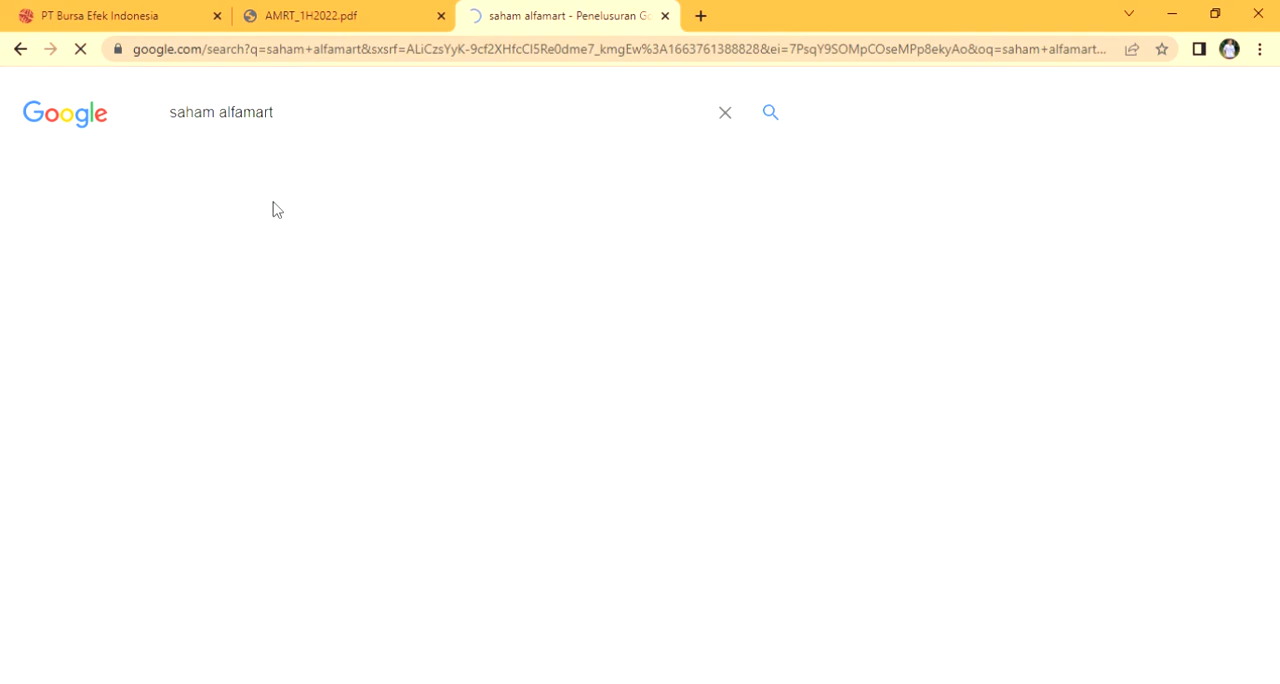 PT Bursa Efek Indonesia
AMRT_1H2022.pdf
saham alfamart - Penelusuran Go
google.com/search?q=saham+alfamart&sxsrf=ALiCzsYyK-9cf2XHfcCI5Re0dme7_kmgEw%3A1663761388828&ei=7PsqY9SOMpCOseMPp8ekyAo&oq=saham+alfamart...
Google
saham alfamart